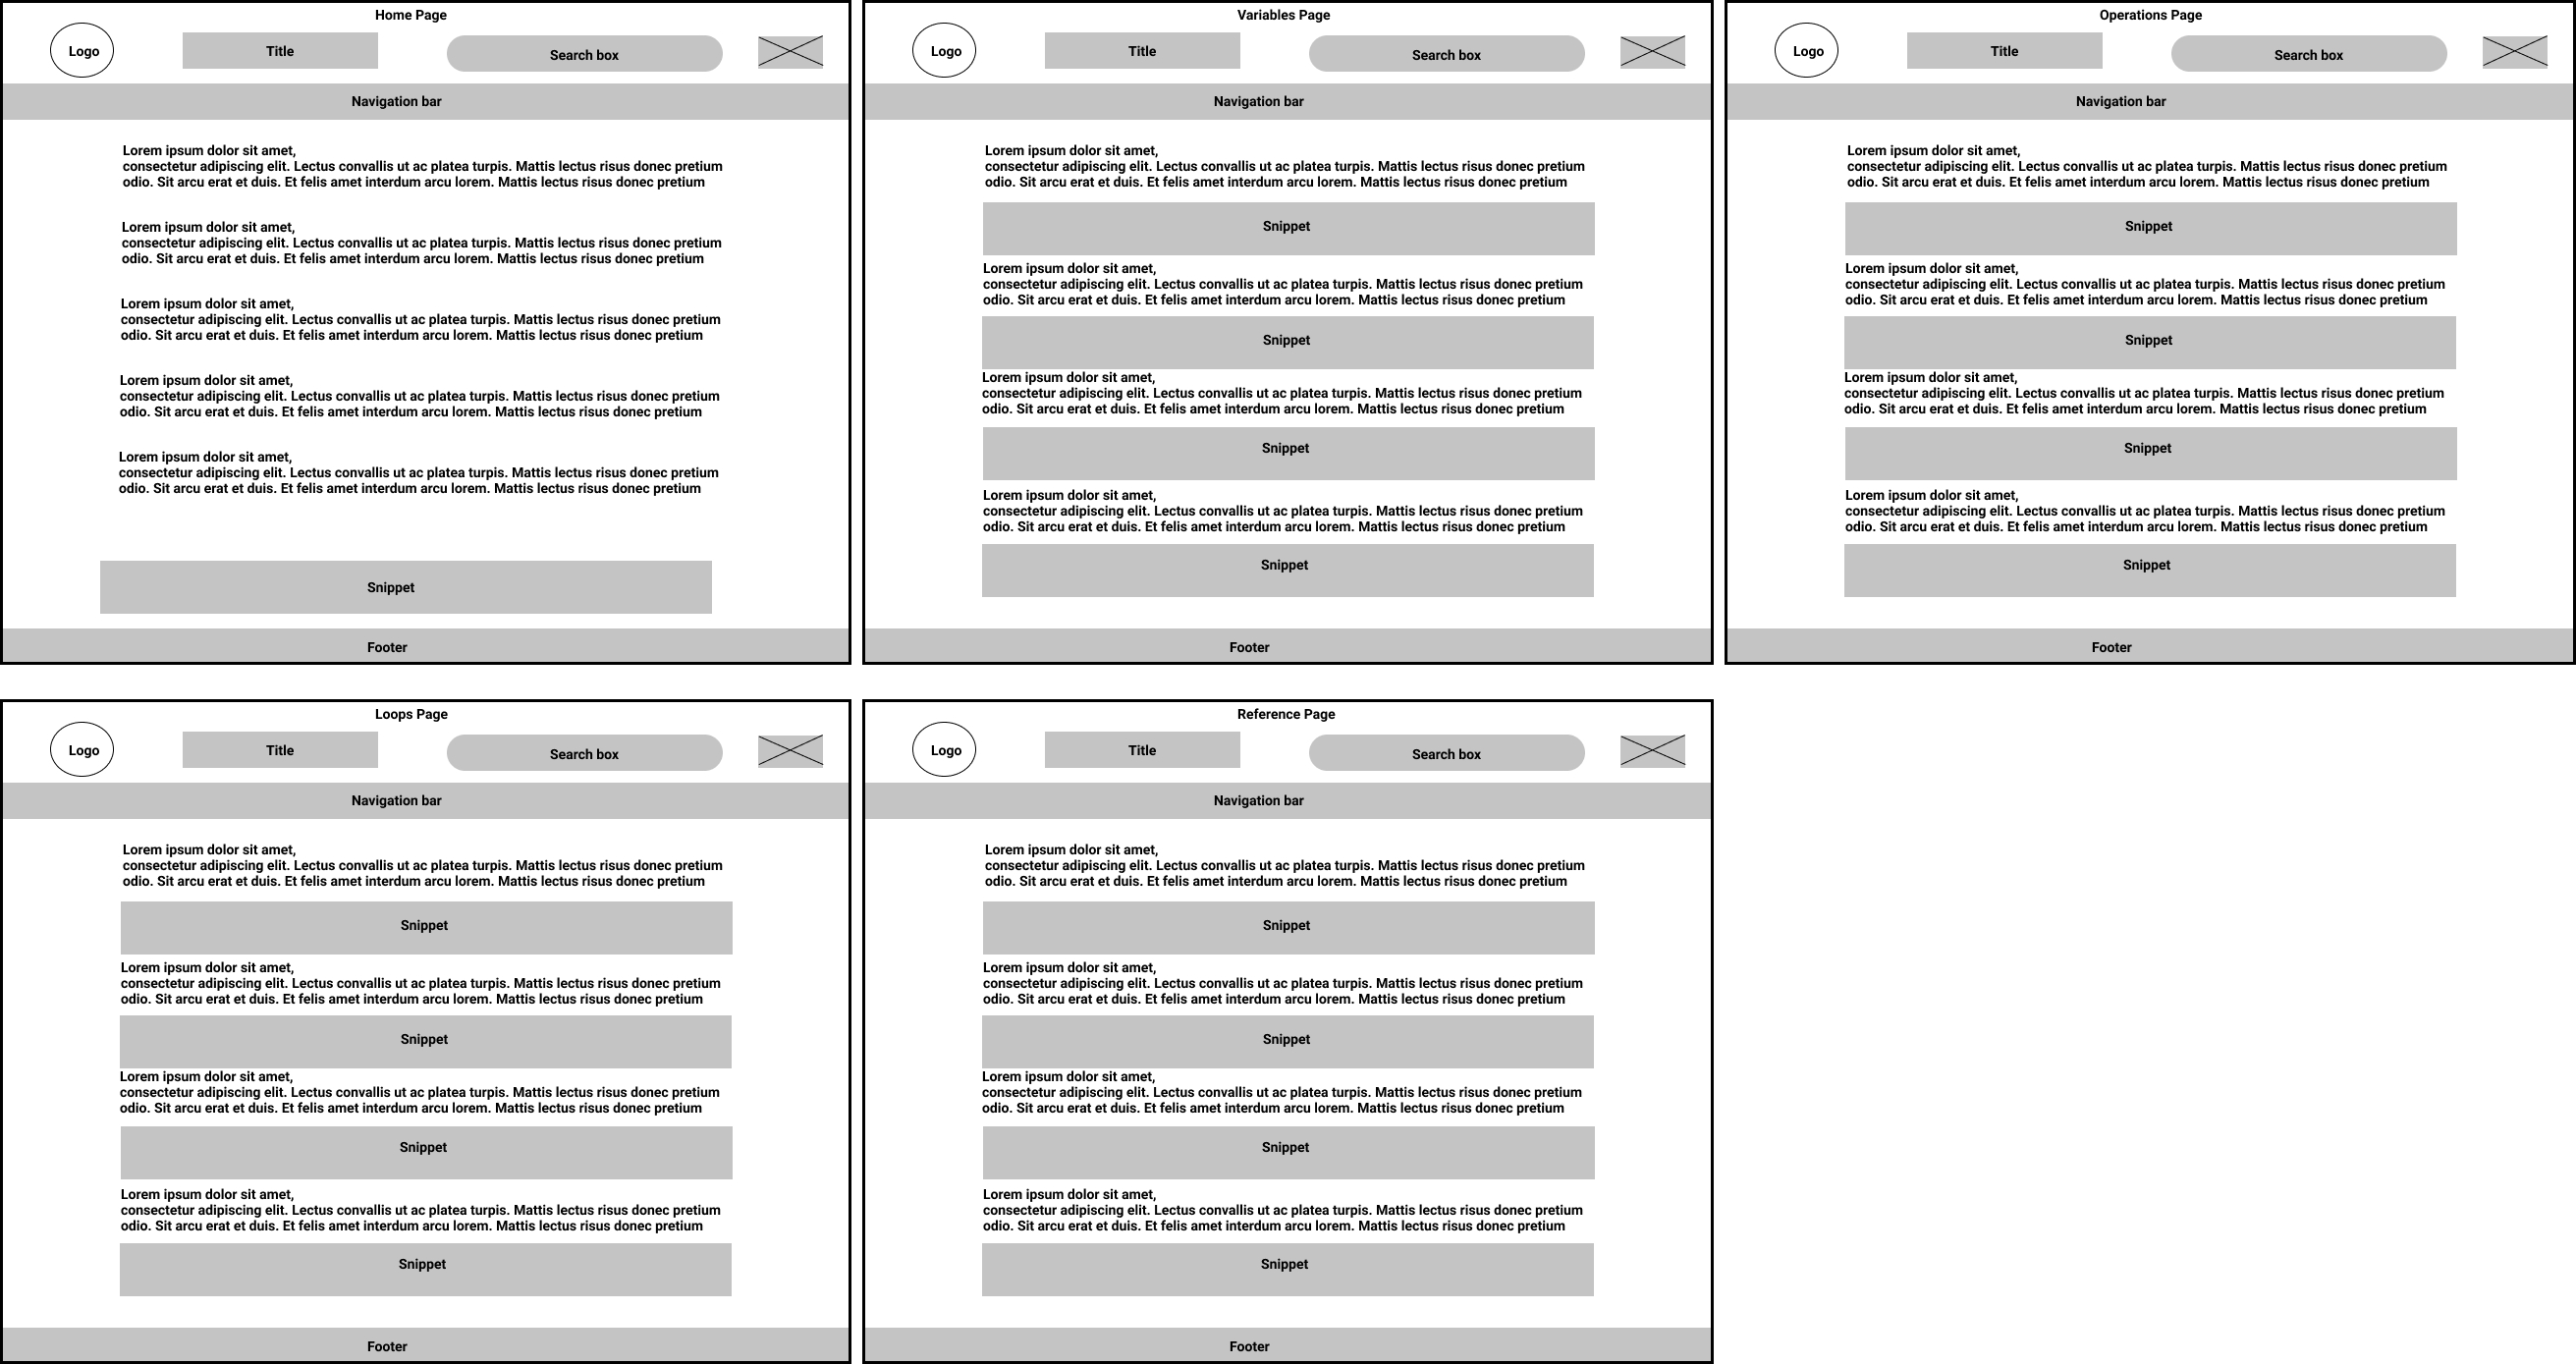 Home Page
Logo
Title
Search box
Navigation bar
Lorem ipsum dolor sit amet,
consectetur adipiscing elit. Lectus convallis ut ac platea turpis. Mattis lectus risus donec pretium
odio. Sit arcu erat et duis. Et felis amet interdum arcu lorem. Mattis lectus risus donec pretium
Lorem ipsum dolor sit amet,
consectetur adipiscing elit. Lectus convallis ut ac platea turpis. Mattis lectus risus donec pretium
odio. Sit arcu erat et duis. Et felis amet interdum arcu lorem. Mattis lectus risus donec pretium
Lorem ipsum dolor sit amet,
consectetur adipiscing elit. Lectus convallis ut ac platea turpis. Mattis lectus risus donec pretium
odio. Sit arcu erat et duis. Et felis amet interdum arcu lorem. Mattis lectus risus donec pretium
Lorem ipsum dolor sit amet,
consectetur adipiscing elit. Lectus convallis ut ac platea turpis. Mattis lectus risus donec pretium
odio. Sit arcu erat et duis. Et felis amet interdum arcu lorem. Mattis lectus risus donec pretium
Lorem ipsum dolor sit amet,
consectetur adipiscing elit. Lectus convallis ut ac platea turpis. Mattis lectus risus donec pretium
odio. Sit arcu erat et duis. Et felis amet interdum arcu lorem. Mattis lectus risus donec pretium
Snippet
Footer
Variables Page
Logo
Title
Search box
Navigation bar
Lorem ipsum dolor sit amet,
consectetur adipiscing elit. Lectus convallis ut ac platea turpis. Mattis lectus risus donec pretium
odio. Sit arcu erat et duis. Et felis amet interdum arcu lorem. Mattis lectus risus donec pretium
Snippet
Lorem ipsum dolor sit amet,
consectetur adipiscing elit. Lectus convallis ut ac platea turpis. Mattis lectus risus donec pretium
odio. Sit arcu erat et duis. Et felis amet interdum arcu lorem. Mattis lectus risus donec pretium
Snippet
Lorem ipsum dolor sit amet,
consectetur adipiscing elit. Lectus convallis ut ac platea turpis. Mattis lectus risus donec pretium
odio. Sit arcu erat et duis. Et felis amet interdum arcu lorem. Mattis lectus risus donec pretium
Snippet
Lorem ipsum dolor sit amet,
consectetur adipiscing elit. Lectus convallis ut ac platea turpis. Mattis lectus risus donec pretium
odio. Sit arcu erat et duis. Et felis amet interdum arcu lorem. Mattis lectus risus donec pretium
Snippet
Footer
Operations Page
Logo
Title
Search box
Navigation bar
Lorem ipsum dolor sit amet,
consectetur adipiscing elit. Lectus convallis ut ac platea turpis. Mattis lectus risus donec pretium
odio. Sit arcu erat et duis. Et felis amet interdum arcu lorem. Mattis lectus risus donec pretium
Snippet
Lorem ipsum dolor sit amet,
consectetur adipiscing elit. Lectus convallis ut ac platea turpis. Mattis lectus risus donec pretium
odio. Sit arcu erat et duis. Et felis amet interdum arcu lorem. Mattis lectus risus donec pretium
Snippet
Lorem ipsum dolor sit amet,
consectetur adipiscing elit. Lectus convallis ut ac platea turpis. Mattis lectus risus donec pretium
odio. Sit arcu erat et duis. Et felis amet interdum arcu lorem. Mattis lectus risus donec pretium
Snippet
Lorem ipsum dolor sit amet,
consectetur adipiscing elit. Lectus convallis ut ac platea turpis. Mattis lectus risus donec pretium
odio. Sit arcu erat et duis. Et felis amet interdum arcu lorem. Mattis lectus risus donec pretium
Snippet
Footer
Loops Page
Logo
Title
Search box
Navigation bar
Lorem ipsum dolor sit amet,
consectetur adipiscing elit. Lectus convallis ut ac platea turpis. Mattis lectus risus donec pretium
odio. Sit arcu erat et duis. Et felis amet interdum arcu lorem. Mattis lectus risus donec pretium
Snippet
Lorem ipsum dolor sit amet,
consectetur adipiscing elit. Lectus convallis ut ac platea turpis. Mattis lectus risus donec pretium
odio. Sit arcu erat et duis. Et felis amet interdum arcu lorem. Mattis lectus risus donec pretium
Snippet
Lorem ipsum dolor sit amet,
consectetur adipiscing elit. Lectus convallis ut ac platea turpis. Mattis lectus risus donec pretium
odio. Sit arcu erat et duis. Et felis amet interdum arcu lorem. Mattis lectus risus donec pretium
Snippet
Lorem ipsum dolor sit amet,
consectetur adipiscing elit. Lectus convallis ut ac platea turpis. Mattis lectus risus donec pretium
odio. Sit arcu erat et duis. Et felis amet interdum arcu lorem. Mattis lectus risus donec pretium
Snippet
Footer
Reference Page
Logo
Title
Search box
Navigation bar
Lorem ipsum dolor sit amet,
consectetur adipiscing elit. Lectus convallis ut ac platea turpis. Mattis lectus risus donec pretium
odio. Sit arcu erat et duis. Et felis amet interdum arcu lorem. Mattis lectus risus donec pretium
Snippet
Lorem ipsum dolor sit amet,
consectetur adipiscing elit. Lectus convallis ut ac platea turpis. Mattis lectus risus donec pretium
odio. Sit arcu erat et duis. Et felis amet interdum arcu lorem. Mattis lectus risus donec pretium
Snippet
Lorem ipsum dolor sit amet,
consectetur adipiscing elit. Lectus convallis ut ac platea turpis. Mattis lectus risus donec pretium
odio. Sit arcu erat et duis. Et felis amet interdum arcu lorem. Mattis lectus risus donec pretium
Snippet
Lorem ipsum dolor sit amet,
consectetur adipiscing elit. Lectus convallis ut ac platea turpis. Mattis lectus risus donec pretium
odio. Sit arcu erat et duis. Et felis amet interdum arcu lorem. Mattis lectus risus donec pretium
Snippet
Footer